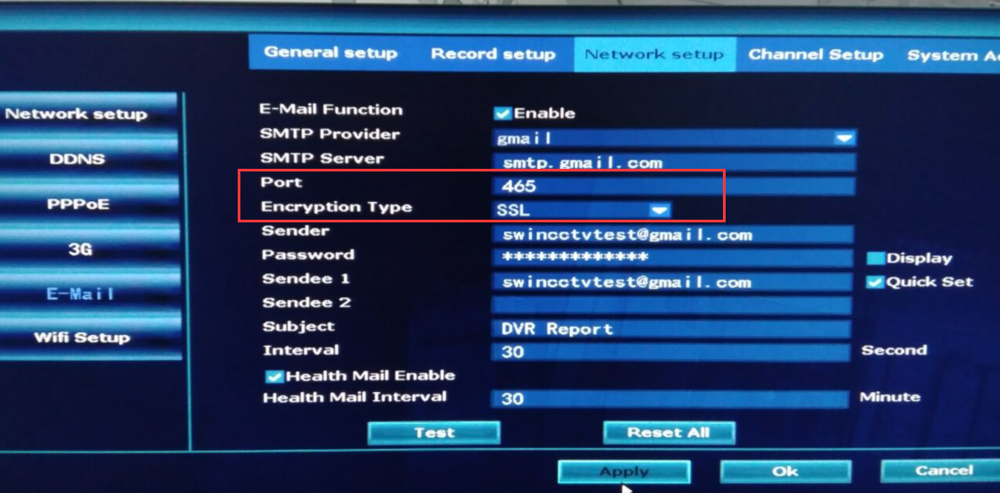 General setup Record setup Network setup Channel Setup System
Network setup
DDNS
PPPoE
3G
E-Mail
Wifi Setup
E-Mail Function Enable
SMTP Provider gmail
SMTP Server smtp.gmail.com
Port 465
Encryption Type SSL
Sender swincctvtest@gmail.com
Password ************* Display
Sendee 1 swincctvtest@gmail.com Quick Set
Sendee 2
Subject DVR Report
Interval 30 Second
Health Mail Enable
Health Mail Interval 30 Minute
Test Reset All
Apply Ok Cancel